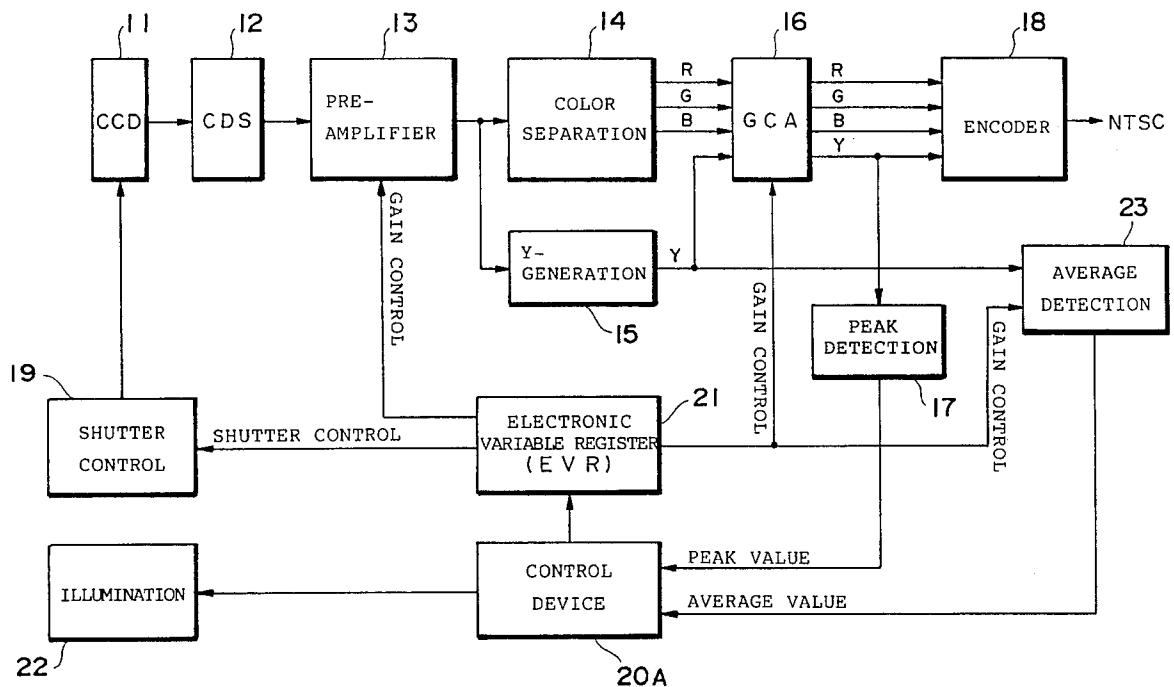 11
12
13
14
16
18
CCD
CDS
PRE-
AMPLIFIER
COLOR
SEPARATION
R
G
B
GCA
R
G
B
Y
ENCODER
NTSC
GAIN CONTROL
Y-
GENERATION
Y
15
GAIN CONTROL
PEAK
DETECTION
17
23
AVERAGE
DETECTION
GAIN CONTROL
19
SHUTTER
CONTROL
SHUTTER CONTROL
21
ELECTRONIC
VARIABLE REGISTER
(EVR)
ILLUMINATION
22
CONTROL
DEVICE
20A
PEAK VALUE
AVERAGE VALUE